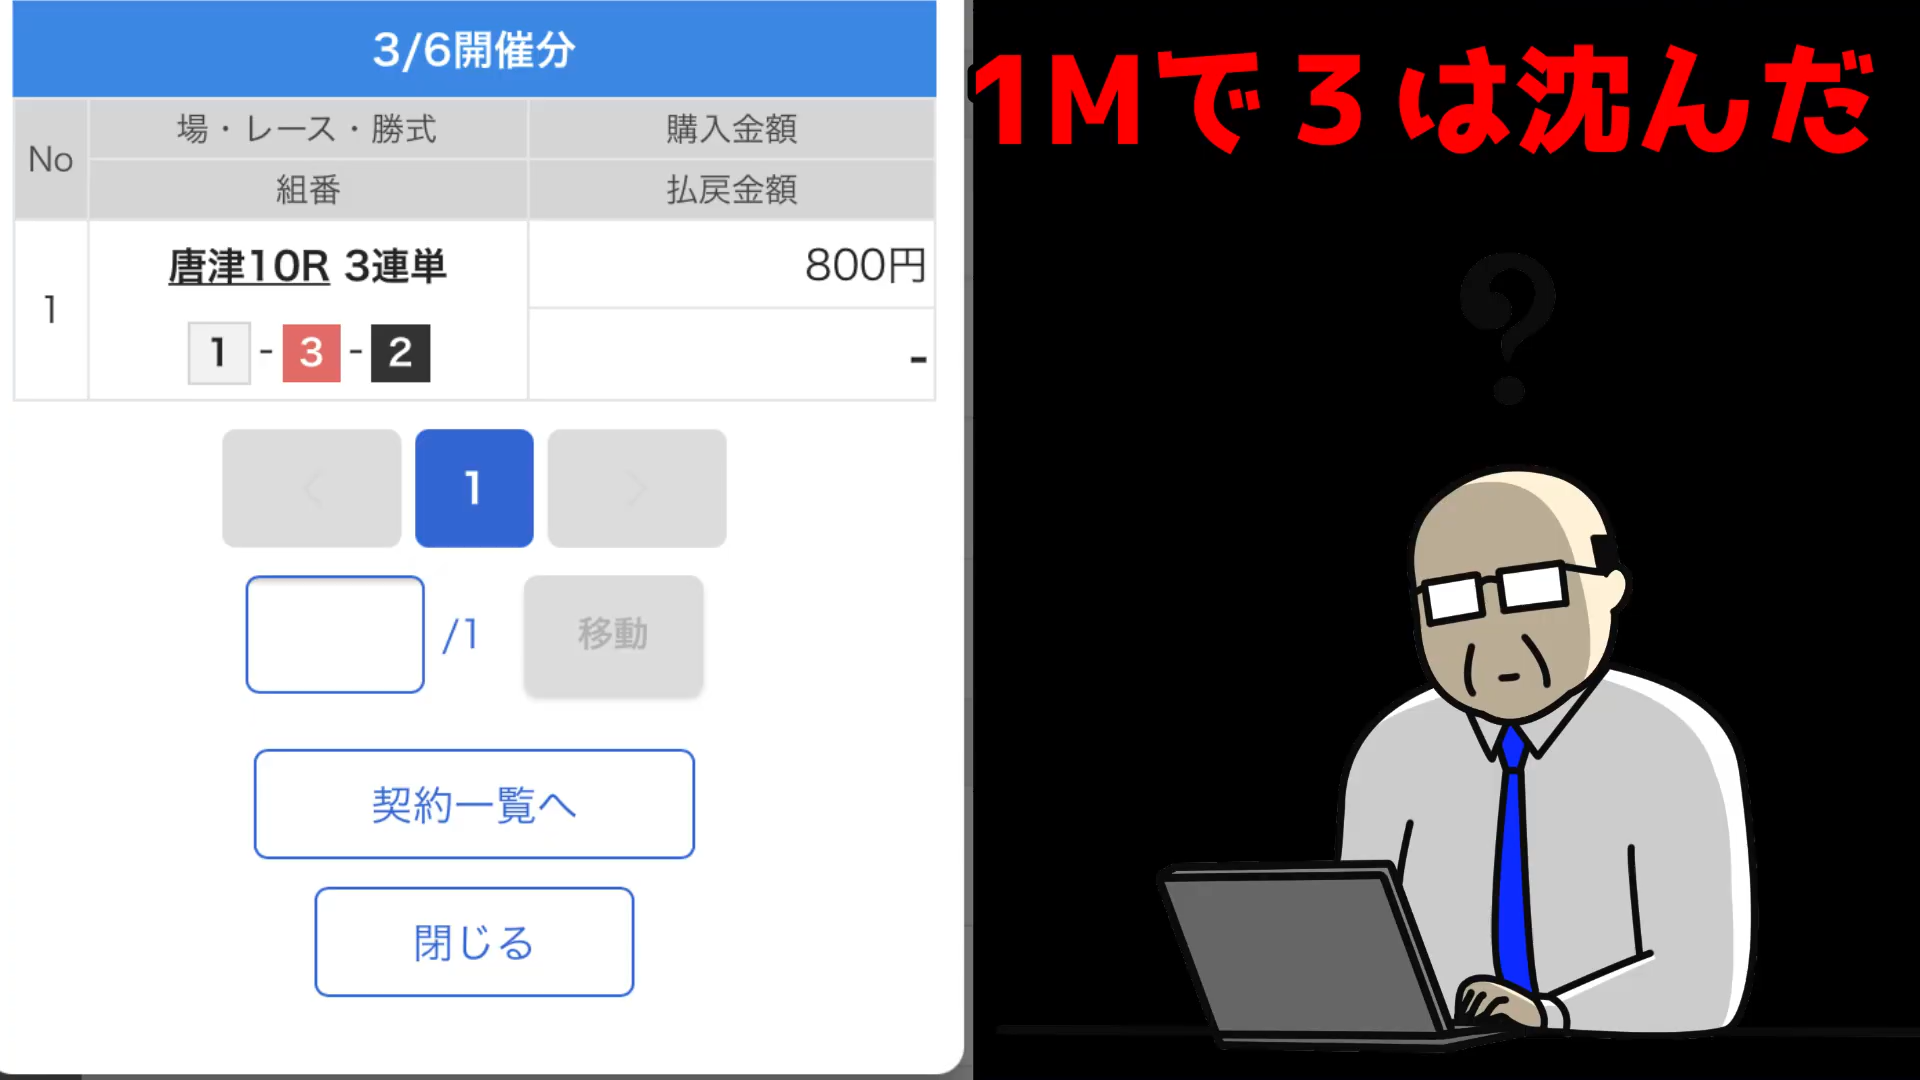 3/6開催分
No
場・レース・勝式
購入金額
組番
払戻金額
1
唐津10R 3連単
800円
1 - 3 - 2
-
1
/1
移動
契約一覧へ
閉じる
1Mで３は沈んだ
?